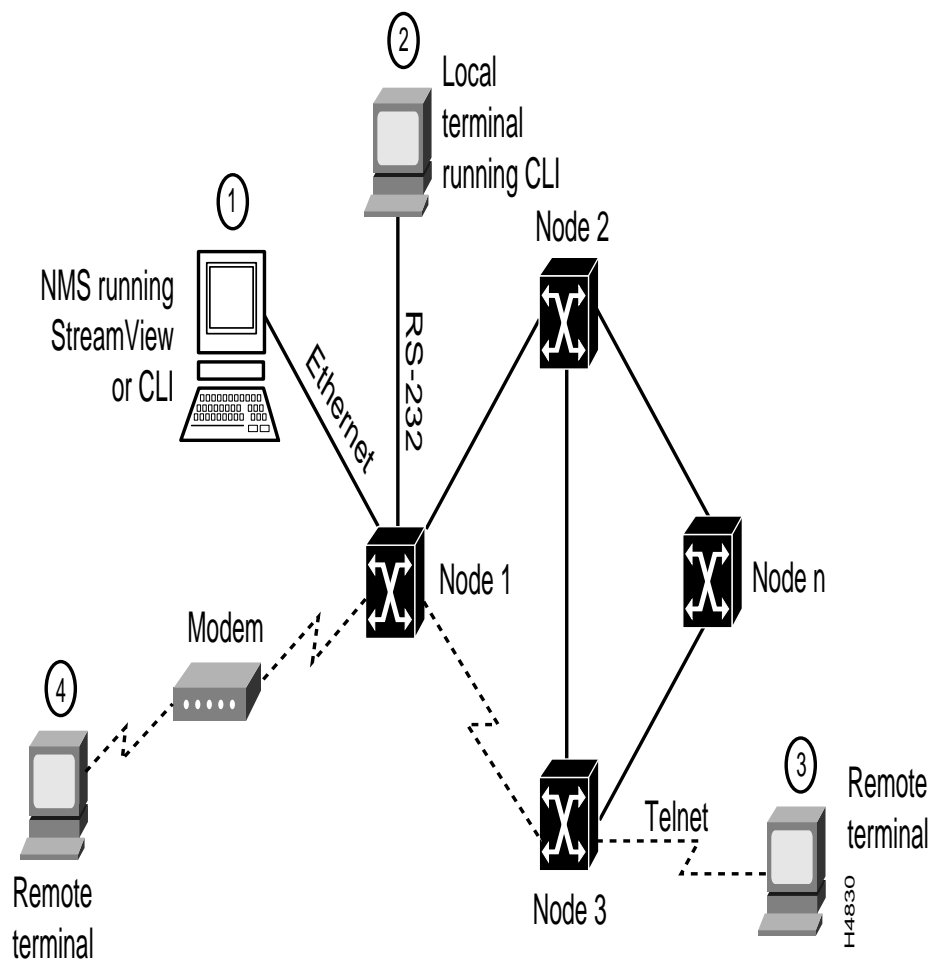 2
Local
terminal
running CLI
1
NMS running
StreamView
or CLI
Ethernet
RS-232
Node 2
Node 1
Node n
Modem
4
Remote
terminal
3
Remote
terminal
Telnet
Node 3
H4830